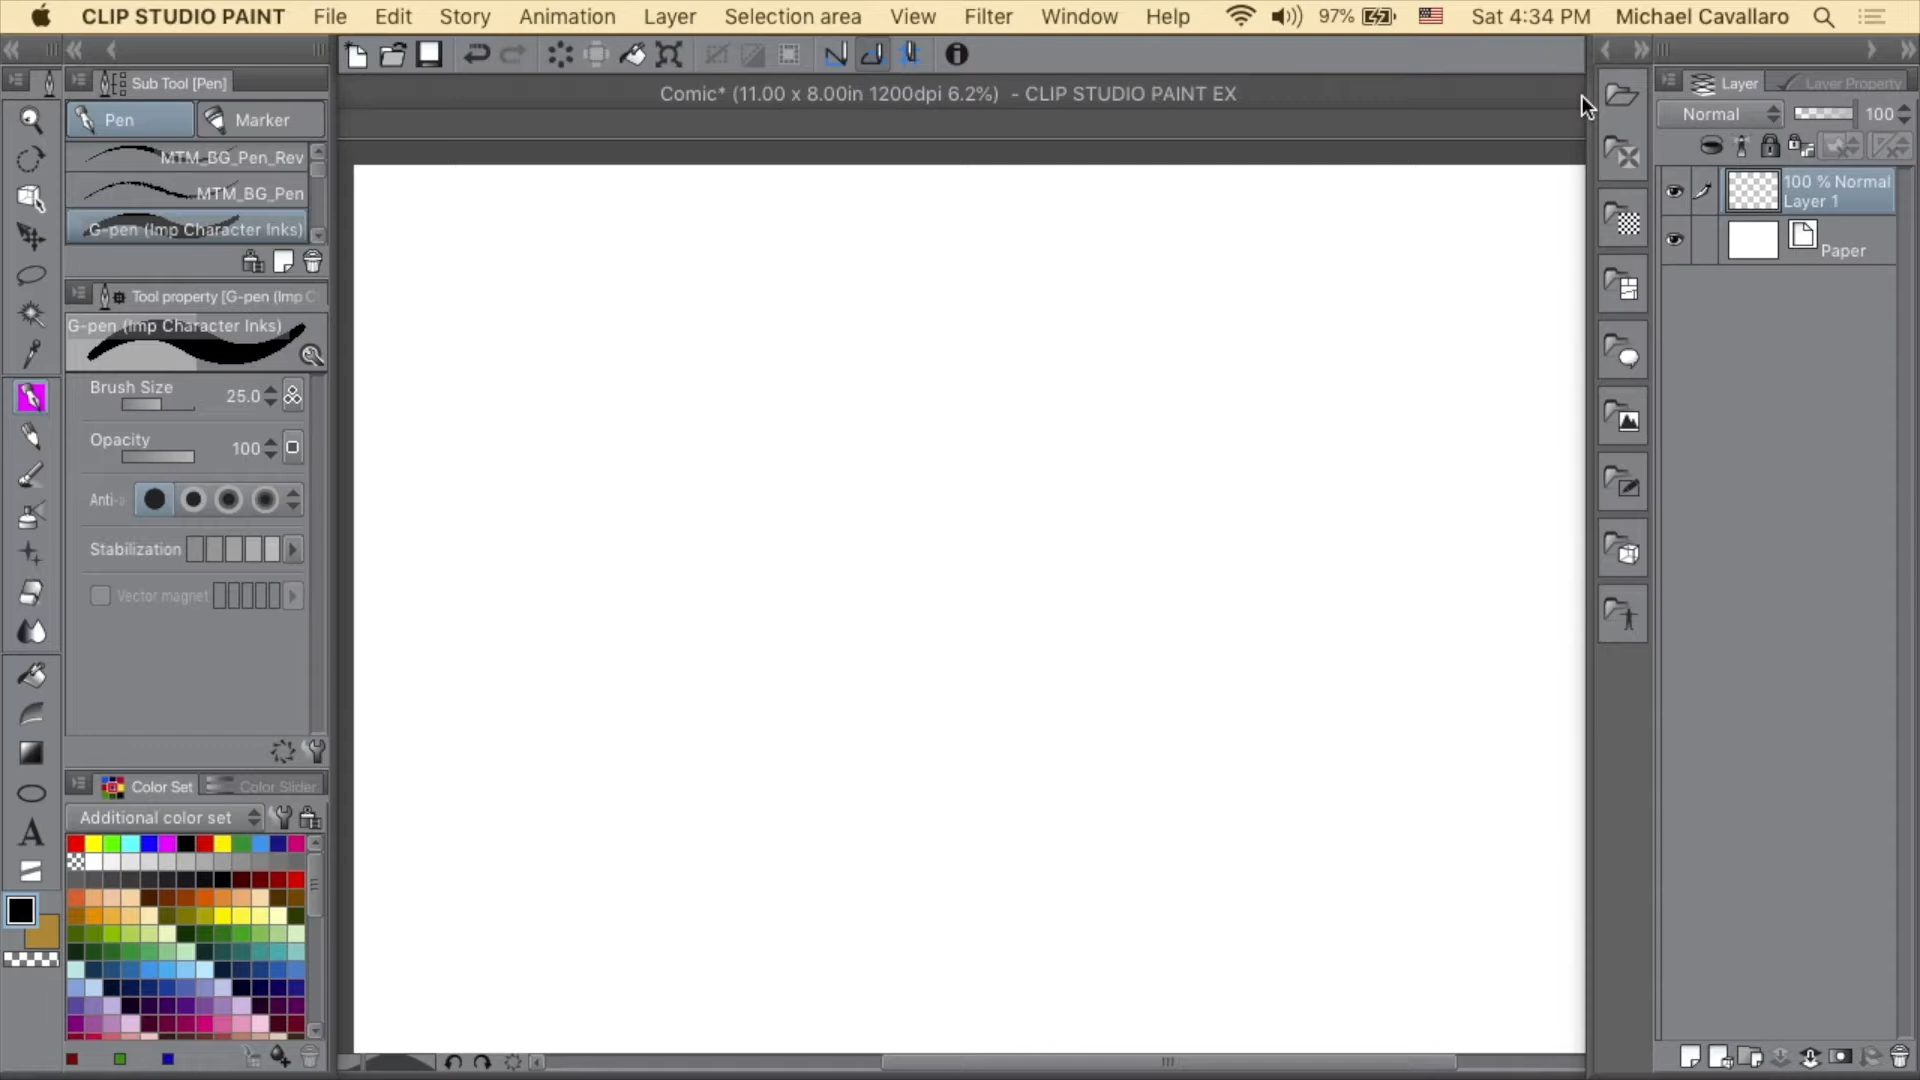 CLIP STUDIO PAINT File Edit Story Animation Layer Selection area View Filter Window Help 97% Sat 4:34 PM Michael Cavallaro
Sub Tool [Pen]
Pen Marker
MTM_BG_Pen_Rev
MTM_BG_Pen
G-pen (Imp Character Inks)
Tool property [G-pen (Imp C
G-pen (Imp Character Inks)
Brush Size 25.0
Opacity 100
Anti-a
Stabilization
Vector magnet
Color Set Color Slider
Additional color set
A
Comic* (11.00 x 8.00in 1200dpi 6.2%) - CLIP STUDIO PAINT EX
Layer Layer Property
Normal 100
100 % Normal
Layer 1
Paper